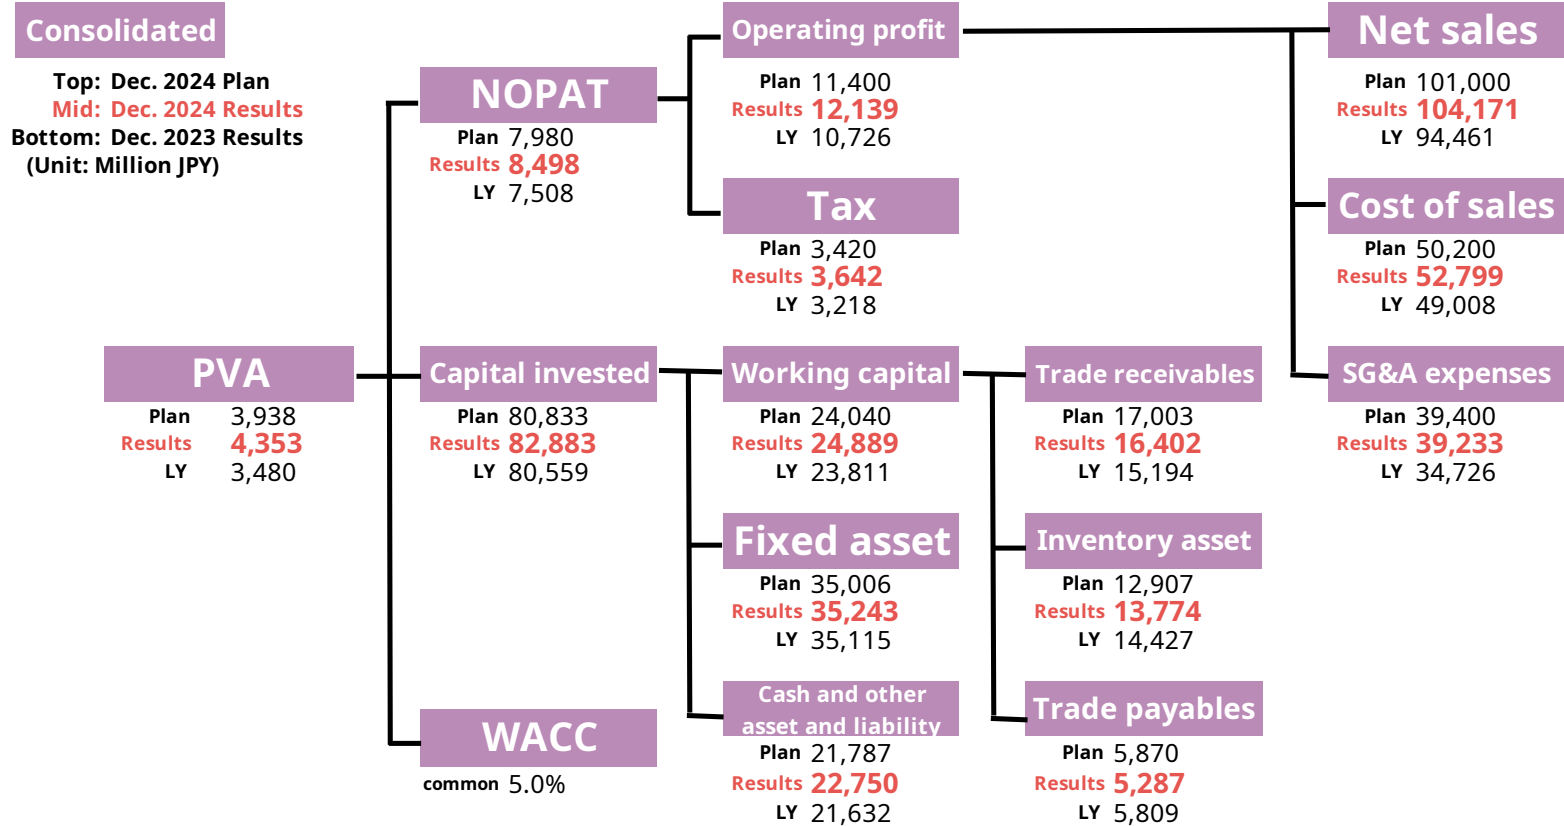 Consolidated
Top: Dec. 2024 Plan
Mid: Dec. 2024 Results
Bottom: Dec. 2023 Results
(Unit: Million JPY)
PVA
Plan 3,938
Results 4,353
LY 3,480
NOPAT
Plan 7,980
Results 8,498
LY 7,508
Capital invested
Plan 80,833
Results 82,883
LY 80,559
WACC
common 5.0%
Operating profit
Plan 11,400
Results 12,139
LY 10,726
Tax
Plan 3,420
Results 3,642
LY 3,218
Working capital
Plan 24,040
Results 24,889
LY 23,811
Fixed asset
Plan 35,006
Results 35,243
LY 35,115
Cash and other
asset and liability
Plan 21,787
Results 22,750
LY 21,632
Trade receivables
Plan 17,003
Results 16,402
LY 15,194
Inventory asset
Plan 12,907
Results 13,774
LY 14,427
Trade payables
Plan 5,870
Results 5,287
LY 5,809
Net sales
Plan 101,000
Results 104,171
LY 94,461
Cost of sales
Plan 50,200
Results 52,799
LY 49,008
SG&A expenses
Plan 39,400
Results 39,233
LY 34,726